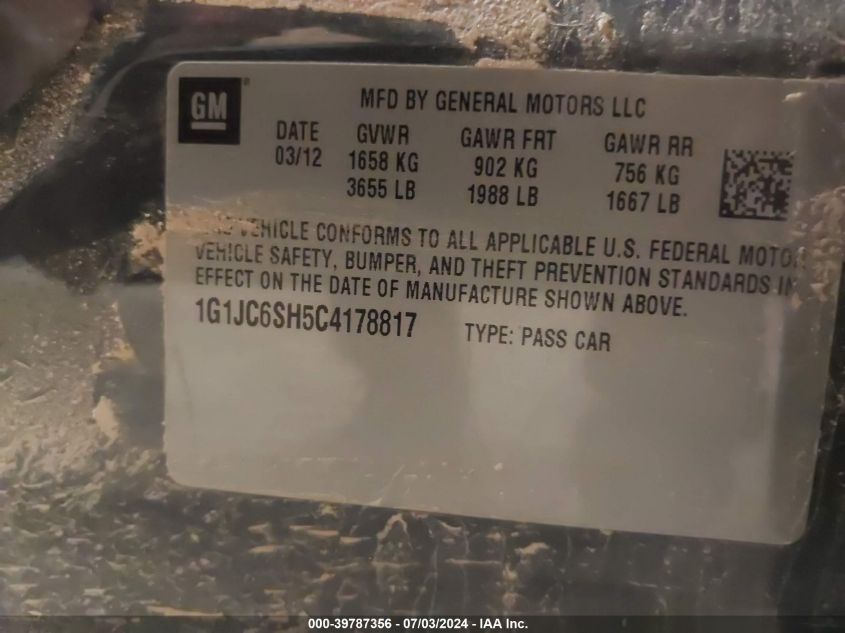 GM
MFD BY GENERAL MOTORS LLC
DATE GVWR GAWR FRT GAWR RR
03/12 1658 KG 902 KG 756 KG
3655 LB 1988 LB 1667 LB
VEHICLE CONFORMS TO ALL APPLICABLE U.S. FEDERAL
VEHICLE SAFETY, BUMPER, AND THEFT PREVENTION STANDARDS IN
EFFECT ON THE DATE OF MANUFACTURE SHOWN ABOVE.
1G1JC6SH5C4178817 TYPE: PASS CAR
000-39787356 - 07/03/2024 - IAA Inc.